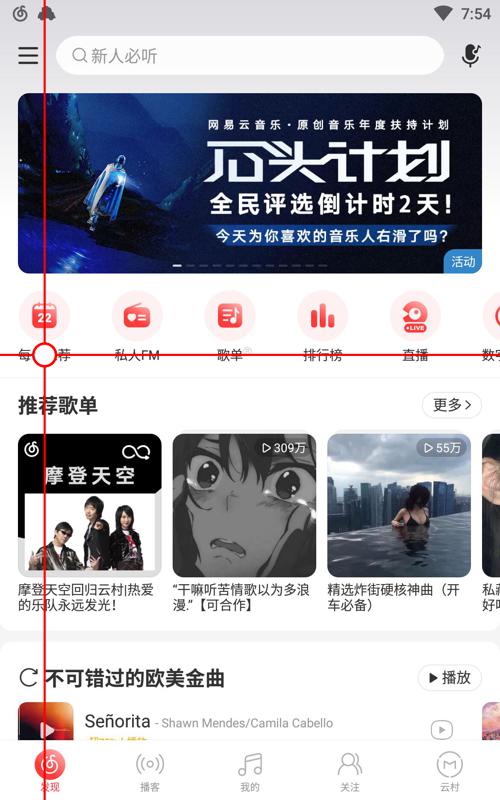 7:54
新人必听
网易云音乐·原创音乐年度扶持计划
石头计划
全民评选倒计时2天!
今天为你喜欢的音乐人右滑了吗?
活动
22
LIVE
每 荐
私人FM
歌单
排行榜
直播
数字
推荐歌单
更多
摩登天空
309万
55万
摩登天空回归云村|热爱
的乐队永远发光!
“干嘛听苦情歌以为多浪
漫.”【可合作】
精选炸街硬核神曲（开
车必备）
私藏
好听
不可错过的欧美金曲
播放
Señorita - Shawn Mendes/Camila Cabello
发现
播客
我的
关注
云村